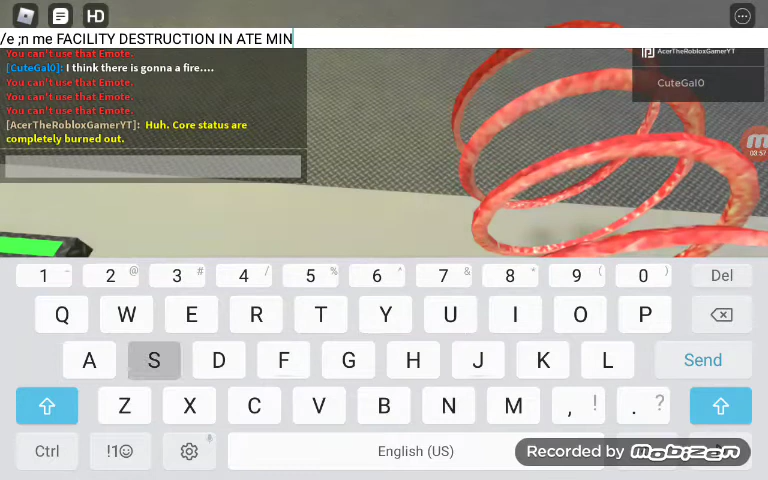 HD
/e ;n me FACILITY DESTRUCTION IN ATE MIN
You can't use that Emote.
[CuteGal0]: I think there is gonna a fire....
You can't use that Emote.
You can't use that Emote.
You can't use that Emote.
[AcerTheRobloxGamerYT]: Huh. Core status are
completely burned out.
AcerTheRobloxGamerYT
CuteGal0
03:57
1 - 2 @ 3 # 4 / 5 % 6 ^ 7 & 8 * 9 ( 0 ) Del
Q W E R T Y U I O P
A S D F G H J K L Send
Z X C V B N M , ! . ?
Ctrl !1☺ English (US)
Recorded by mobizen